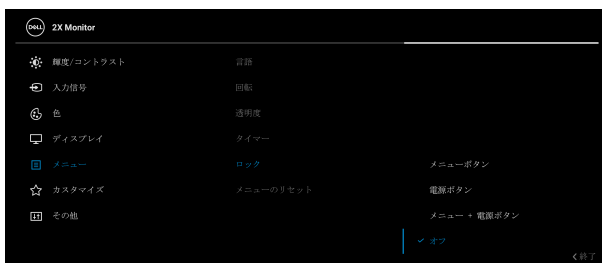 DELL 2X Monitor
輝度/コントラスト 言語
入力信号 回転
色 透明度
ディスプレイ タイマー
メニュー ロック メニューボタン
カスタマイズ メニューのリセット 電源ボタン
その他 メニュー + 電源ボタン
✓ オフ
❮終了